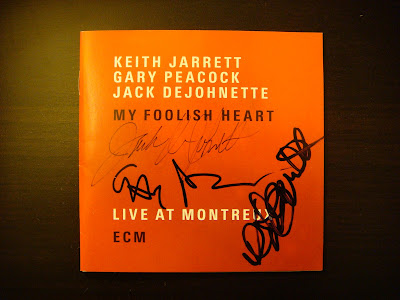 KEITH JARRETT
GARY PEACOCK
JACK DEJOHNETTE
MY FOOLISH HEART
LIVE AT MONTREUX
ECM